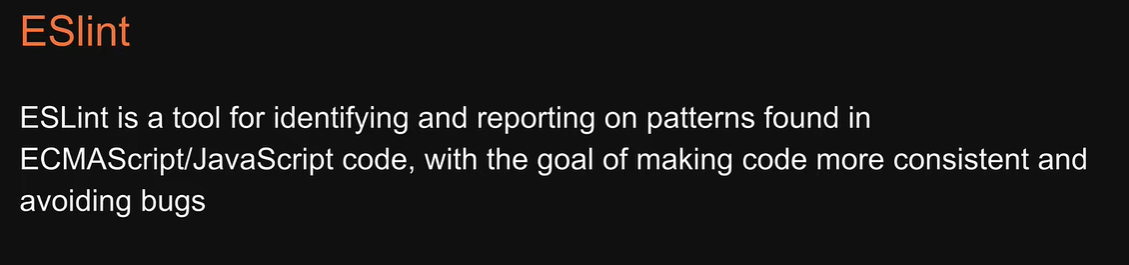 ESlint
ESLint is a tool for identifying and reporting on patterns found in
ECMAScript/JavaScript code, with the goal of making code more consistent and
avoiding bugs